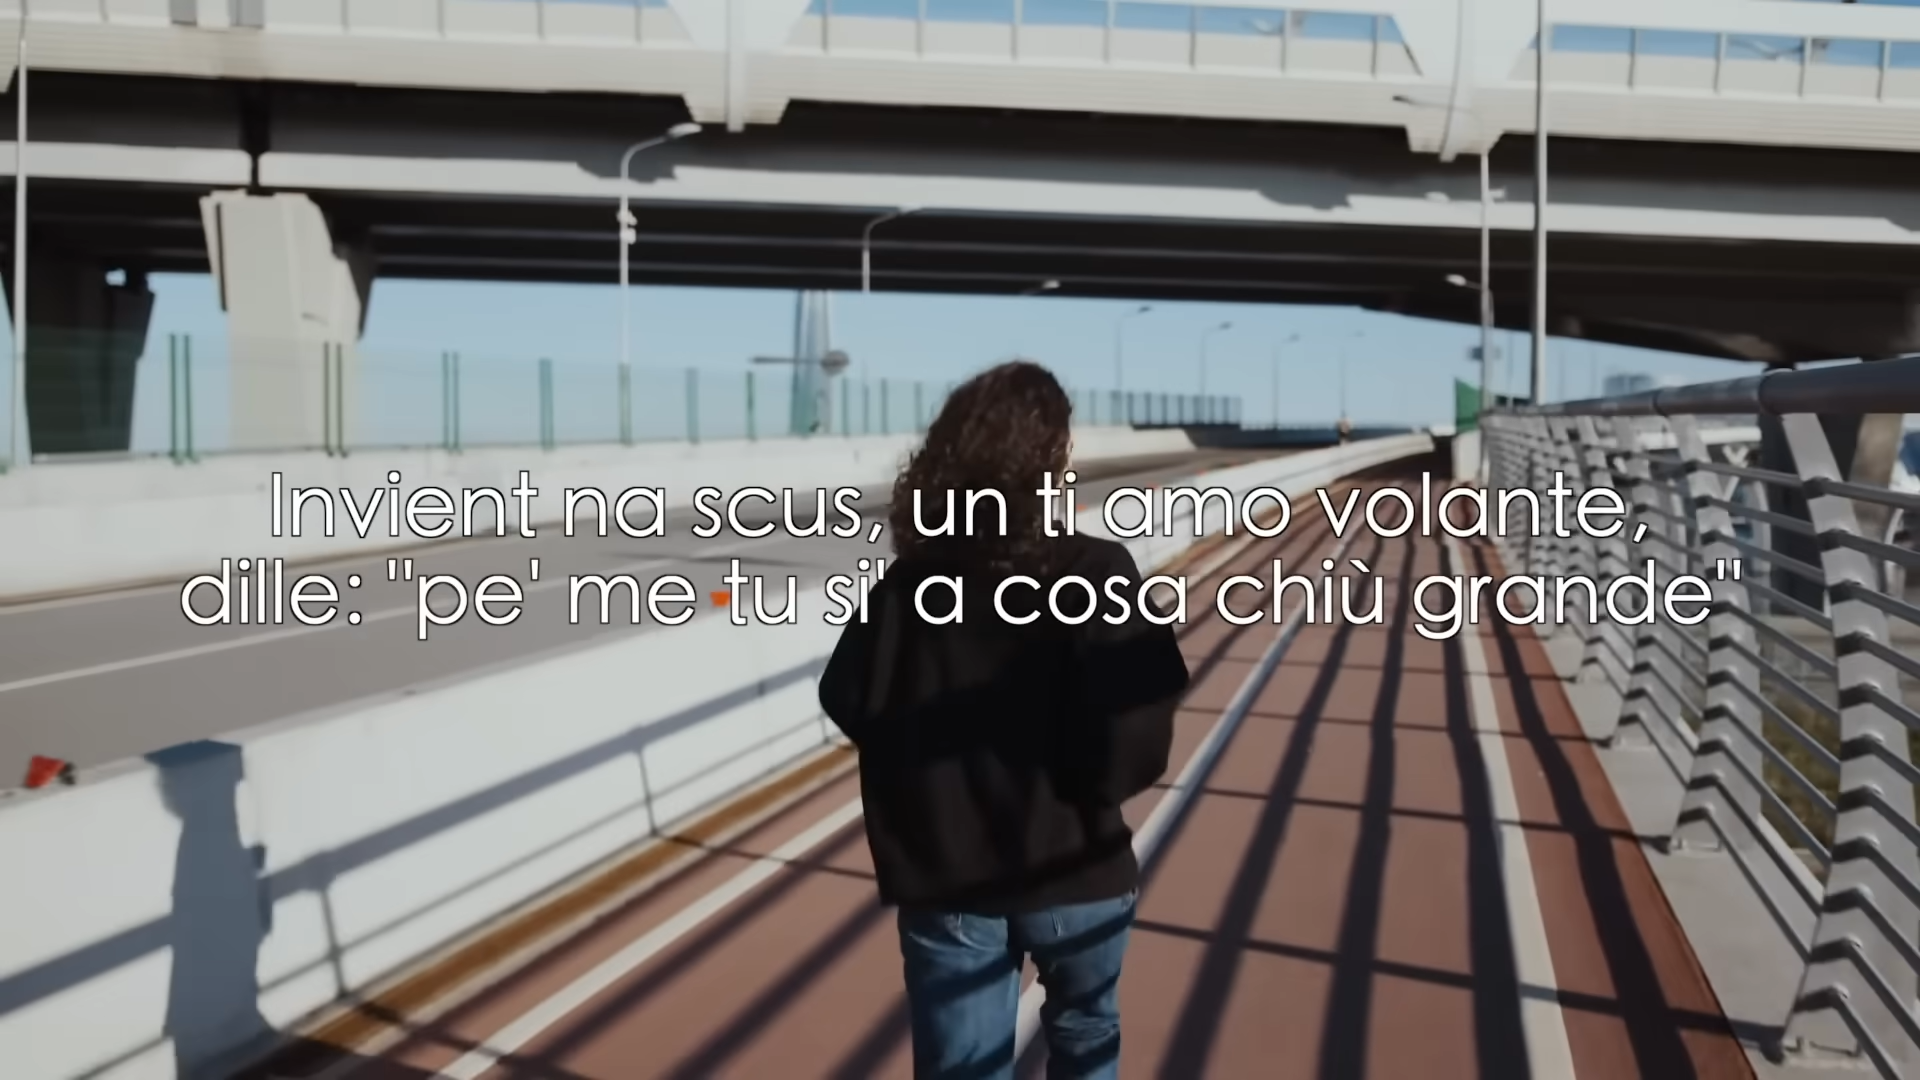 Invient na scus, un ti amo volante,
dille: "pe' me tu si' a cosa chiù grande"